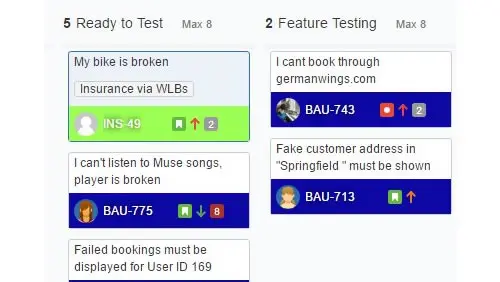 5 Ready to Test Max 8
My bike is broken
Insurance via WLBs
INS-49 2
I can't listen to Muse songs,
player is broken
BAU-775 8
Failed bookings must be
displayed for User ID 169
2 Feature Testing Max 8
I cant book through
germanwings.com
BAU-743 2
Fake customer address in
"Springfield " must be shown
BAU-713